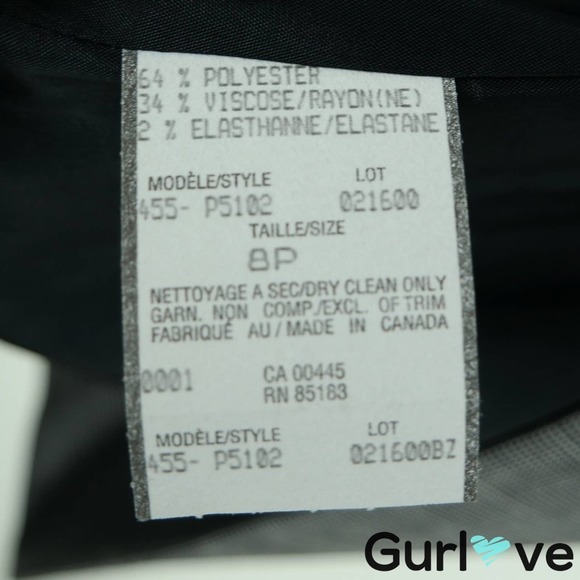 64 % POLYESTER
34 % VISCOSE/RAYON(NE)
2 % ELASTHANNE/ELASTANE
MODÈLE/STYLE LOT
455- P5102 021600
TAILLE/SIZE
8P
NETTOYAGE A SEC/DRY CLEAN ONLY
GARN. NON COMP./EXCL. OF TRIM
FABRIQUÉ AU/MADE IN CANADA
0001 CA 00445
RN 85183
MODÈLE/STYLE LOT
455- P5102 021600BZ
Gurlove